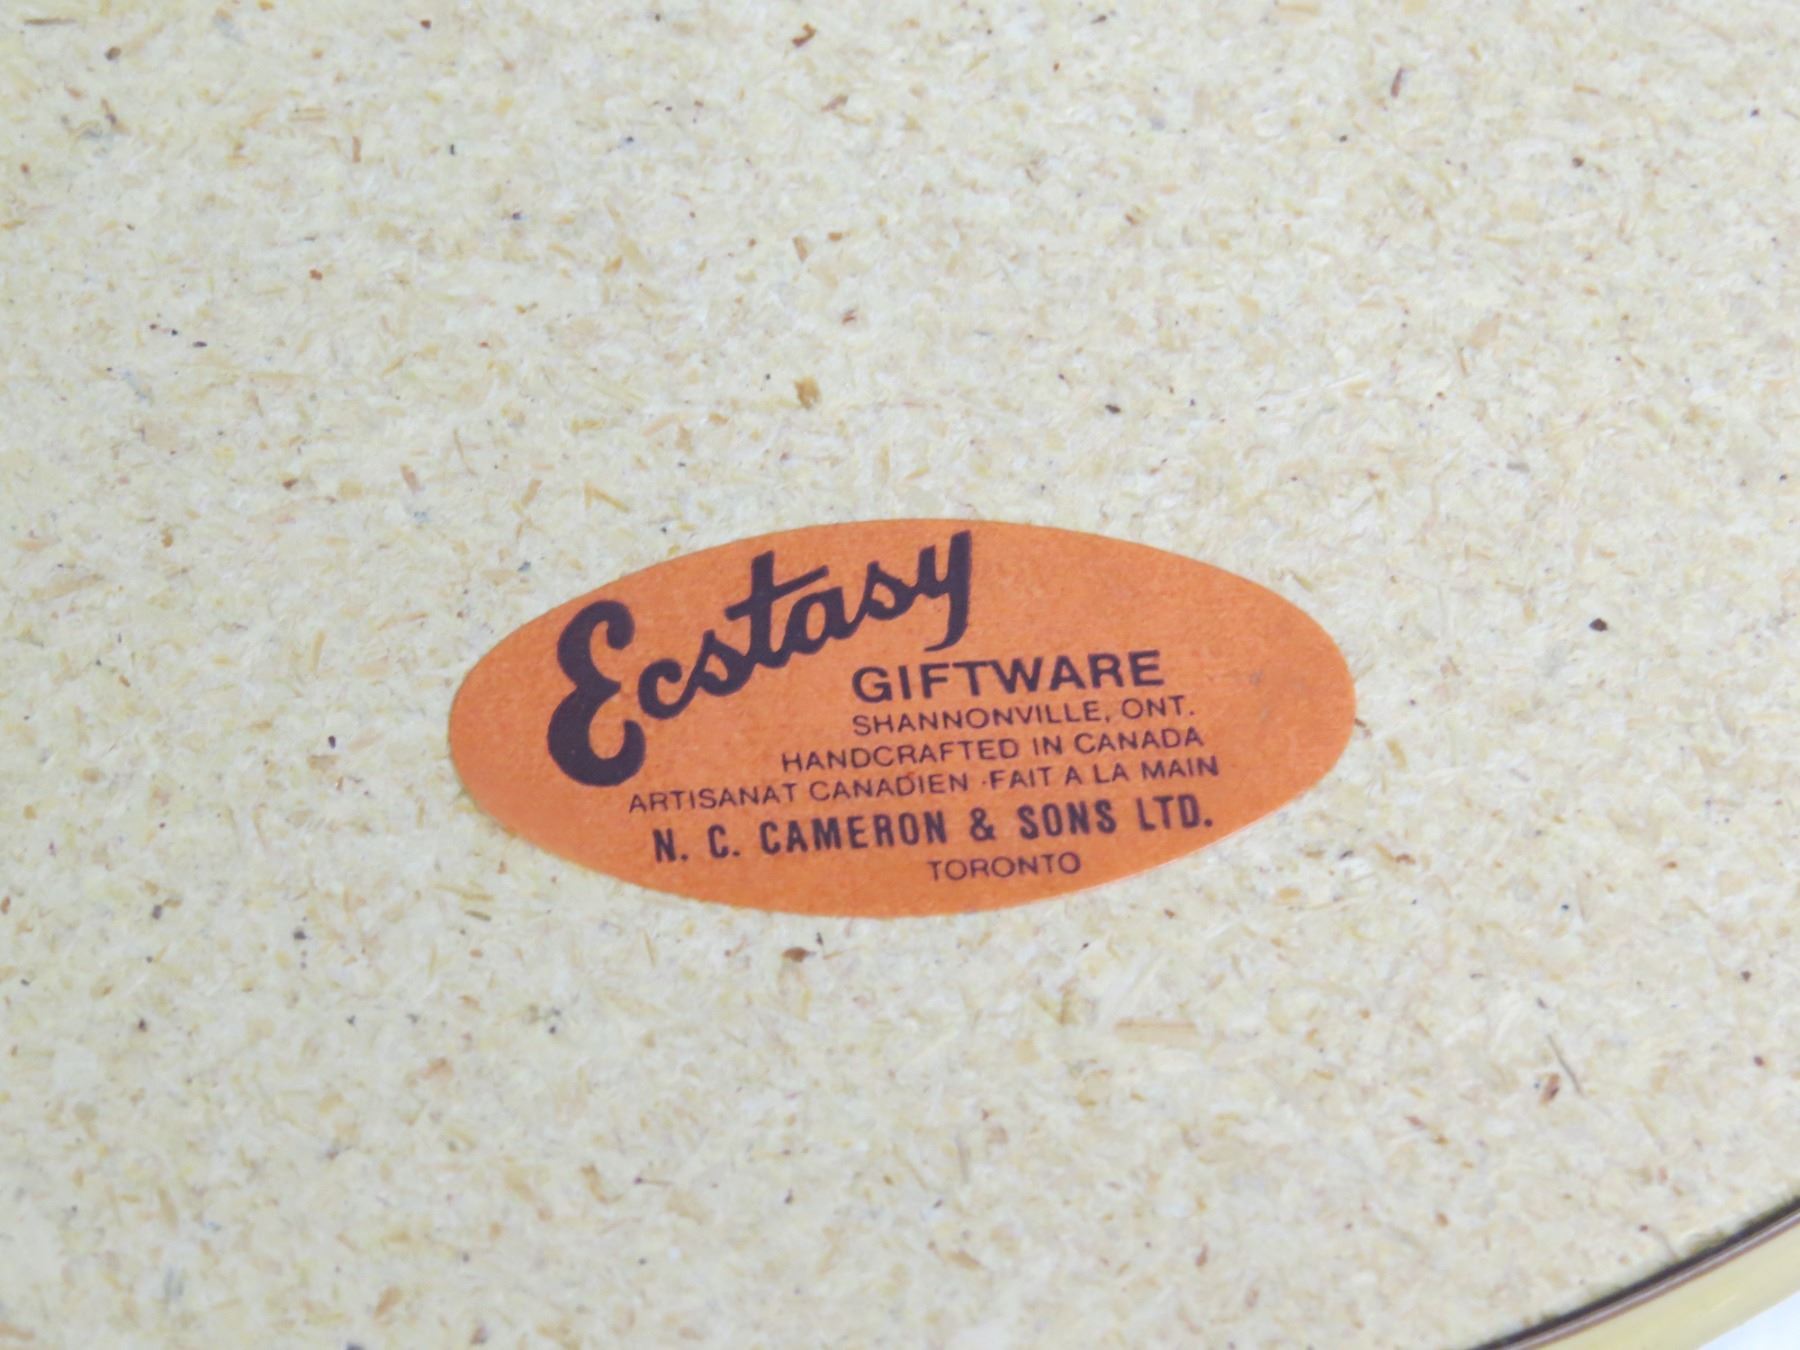 Ecstasy
GIFTWARE
SHANNONVILLE, ONT.
HANDCRAFTED IN CANADA
ARTISANAT CANADIEN ·FAIT A LA MAIN
N. C. CAMERON & SONS LTD.
TORONTO